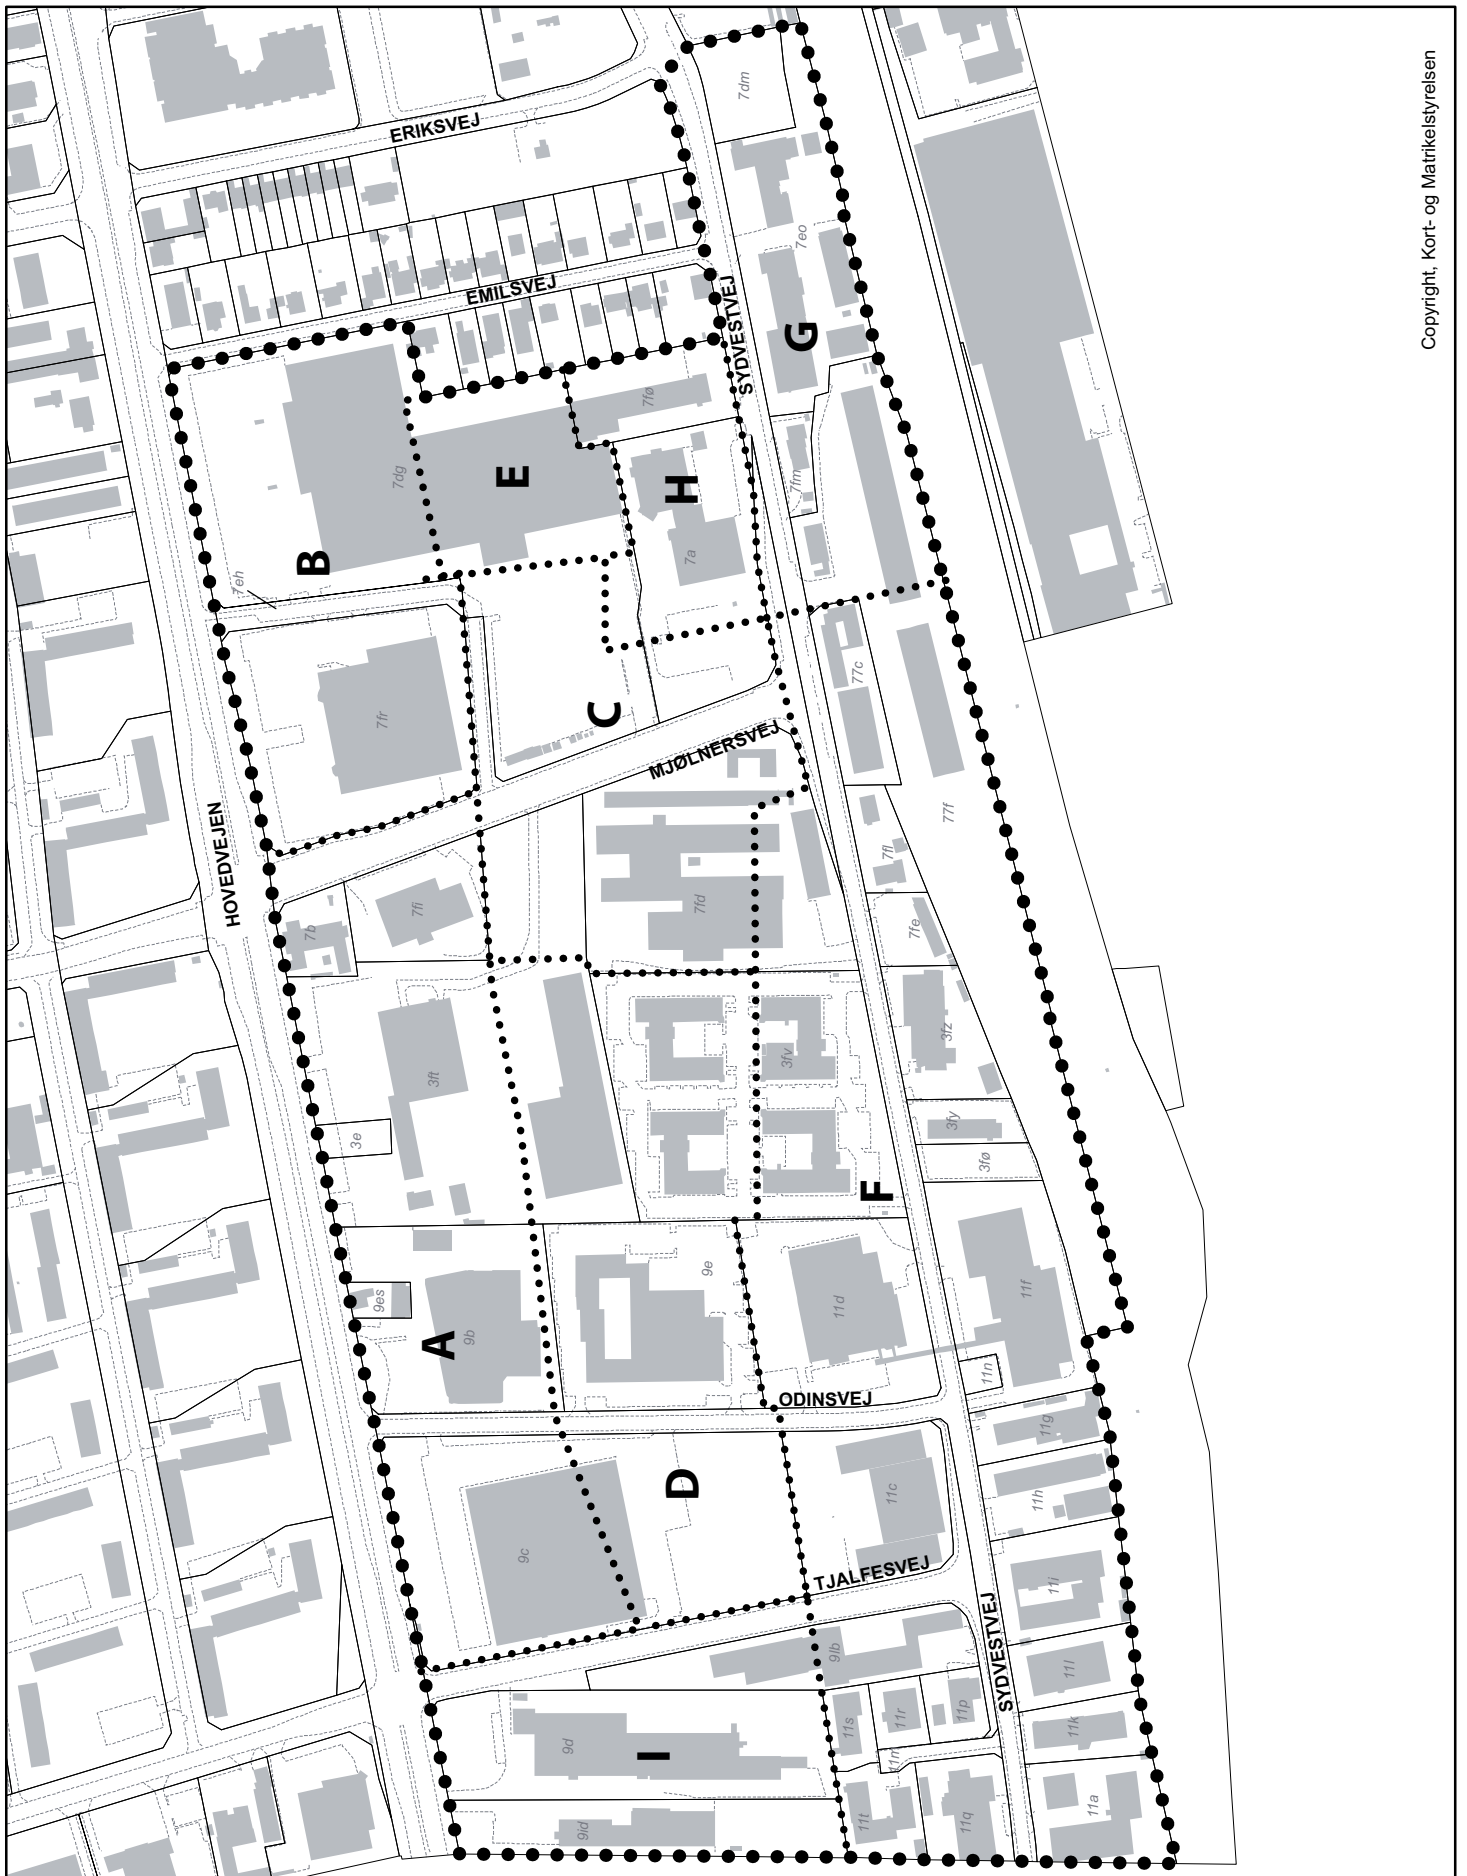 Copyright, Kort- og Matrikelstyrelsen
ERIKSVEJ
7dm
EMILSVEJ
7eo
SYDVESTVEJ
G
7fø
7dg
E
H
7fm
B
7a
7eh
7fr
C
77c
MJØLNERSVEJ
HOVEDVEJEN
77f
7fl
7b
7fi
7fd
7fe
3ft
3fv
3fz
3e
3fy
3fø
F
9e
9es
A
9b
11d
11f
11n
ODINSVEJ
11g
D
11c
11h
9c
TJALFESVEJ
11i
SYDVESTVEJ
9lb
11l
11s
11r
11p
11k
9d
I
11m
9id
11t
11q
11a